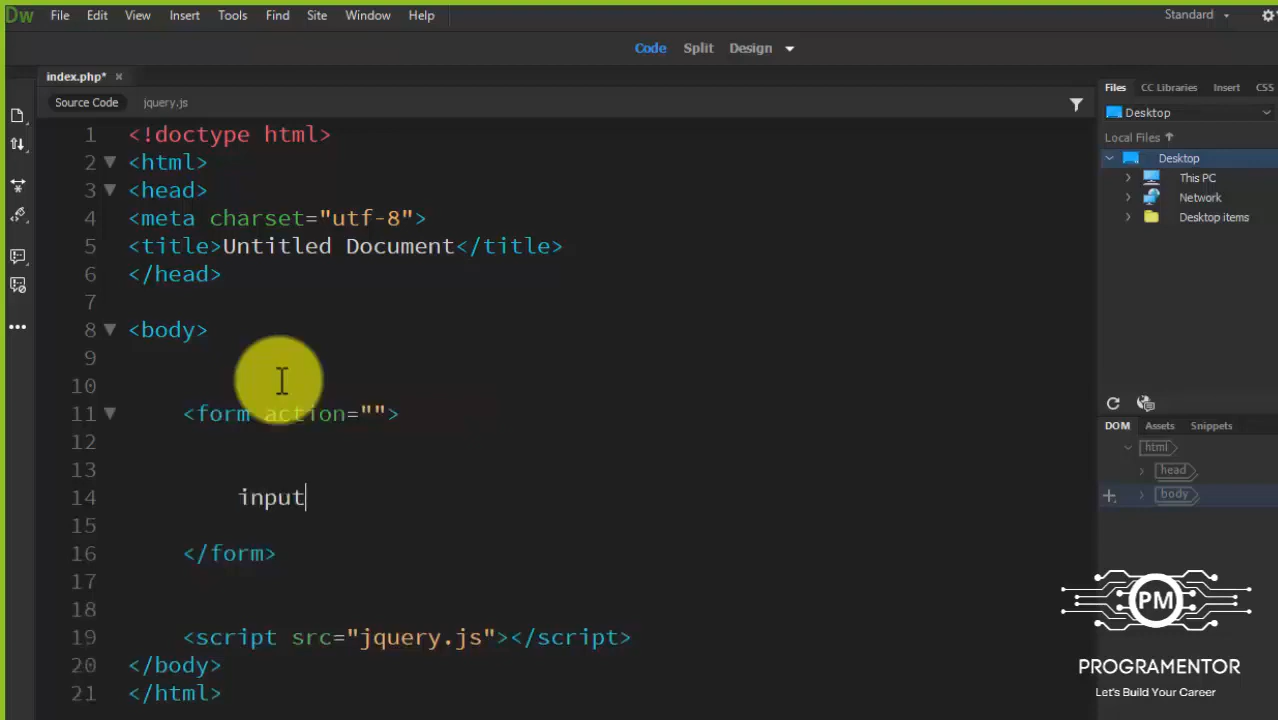 Dw File Edit View Insert Tools Find Site Window Help Standard
Code Split Design
index.php* ×
Source Code jquery.js
1 <!doctype html>
2 <html>
3 <head>
4 <meta charset="utf-8">
5 <title>Untitled Document</title>
6 </head>
7
8 <body>
9
10
11 <form action="">
12
13
14 input
15
16 </form>
17
18
19 <script src="jquery.js"></script>
20 </body>
21 </html>
Files CC Libraries Insert CSS
Desktop
Local Files
Desktop
This PC
Network
Desktop items
DOM Assets Snippets
html
head
body
PM
PROGRAMENTOR
Let's Build Your Career